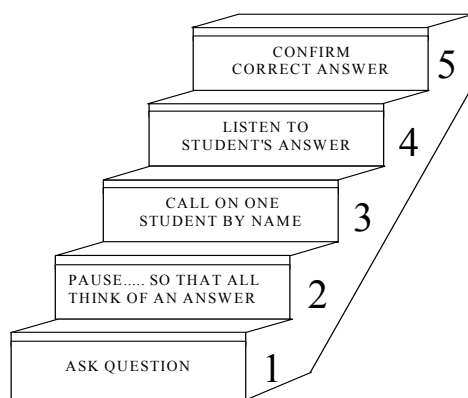 CONFIRM
CORRECT ANSWER
5
LISTEN TO
STUDENT'S ANSWER
4
CALL ON ONE
STUDENT BY NAME
3
PAUSE..... SO THAT ALL
THINK OF AN ANSWER
2
ASK QUESTION
1